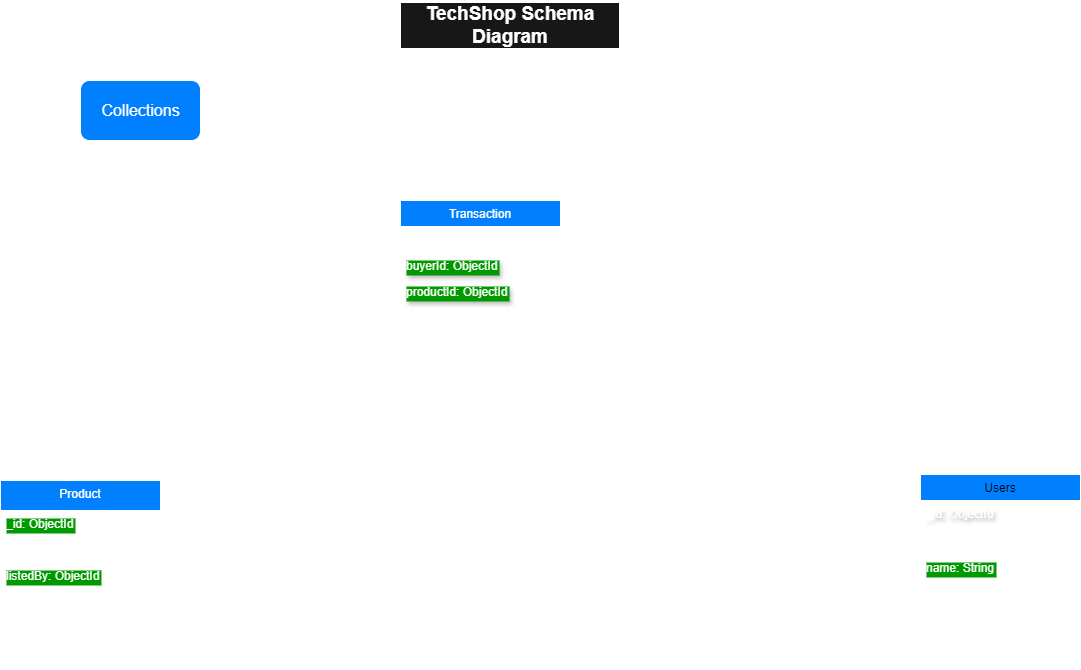 TechShop Schema
Diagram
Collections
Transaction
buyerId: ObjectId
productId: ObjectId
Product
_id: ObjectId
listedBy: ObjectId
Users
_id: ObjectId
name: String